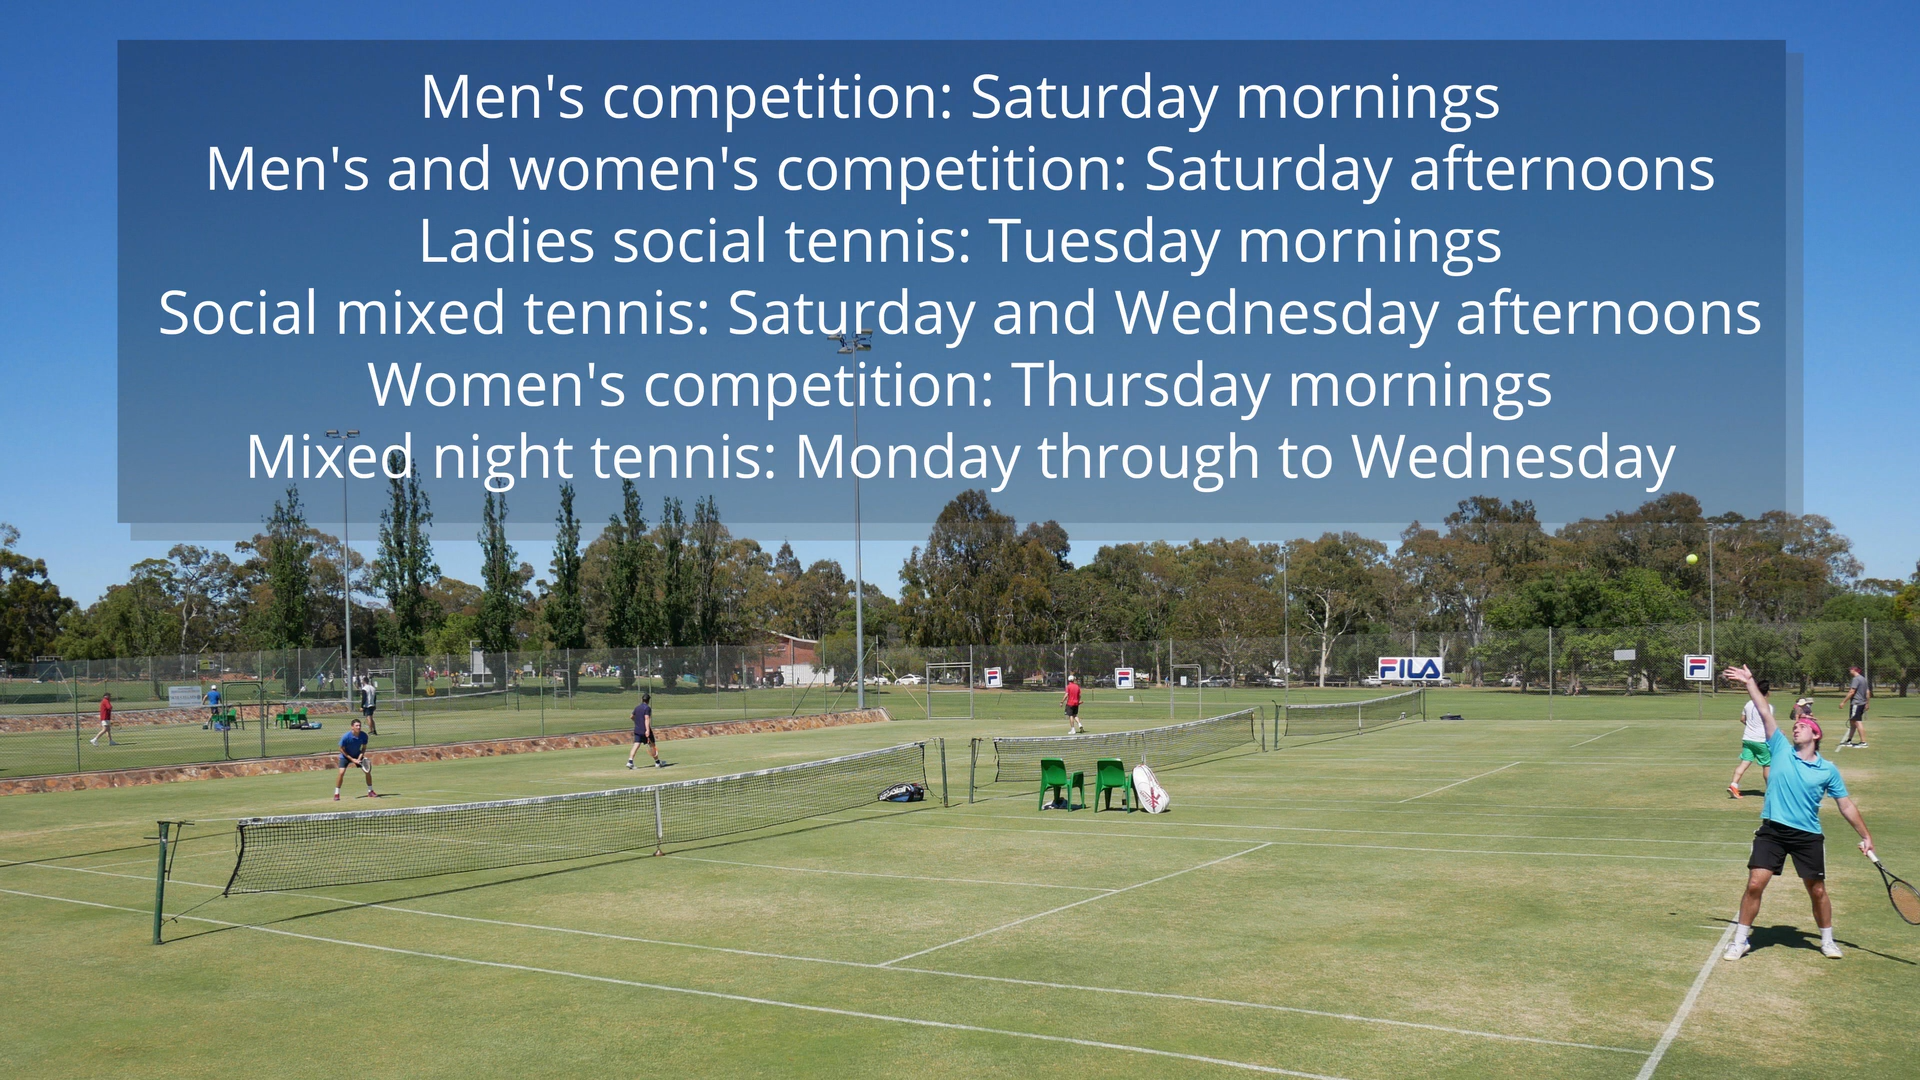 Men's competition: Saturday mornings
Men's and women's competition: Saturday afternoons
Ladies social tennis: Tuesday mornings
Social mixed tennis: Saturday and Wednesday afternoons
Women's competition: Thursday mornings
Mixed night tennis: Monday through to Wednesday
FILA